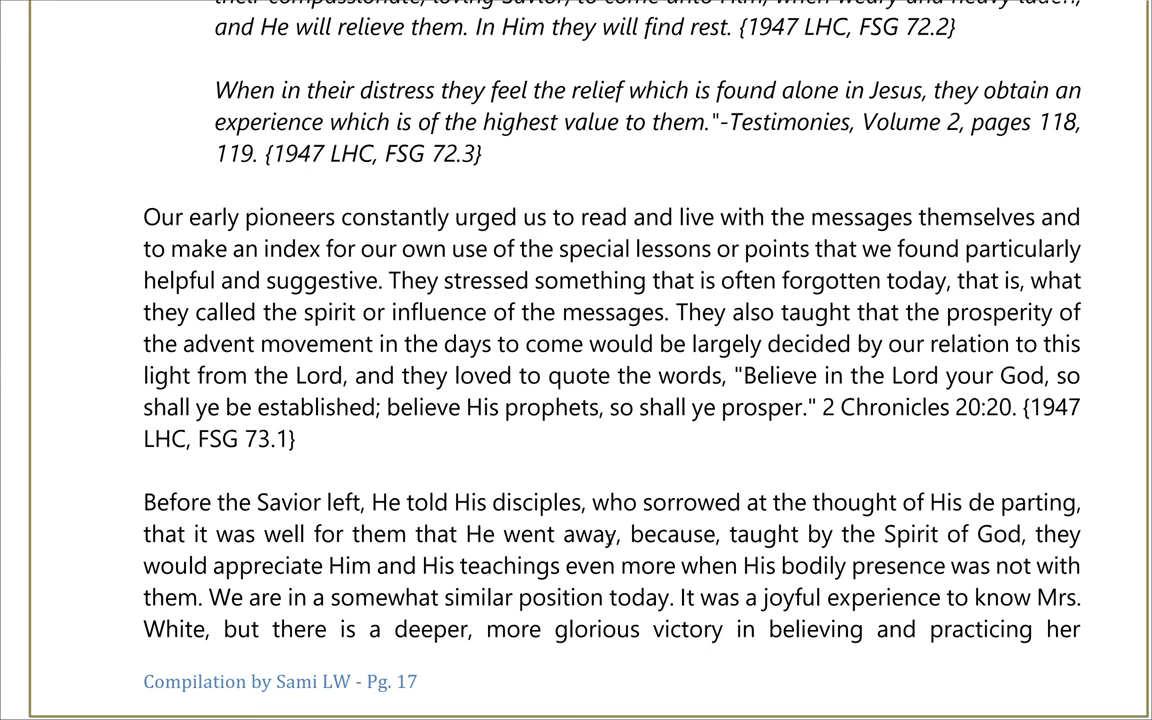 their compassionate, loving Savior, to come unto Him, when weary and heavy laden,
and He will relieve them. In Him they will find rest. {1947 LHC, FSG 72.2}
When in their distress they feel the relief which is found alone in Jesus, they obtain an
experience which is of the highest value to them."-Testimonies, Volume 2, pages 118,
119. {1947 LHC, FSG 72.3}
Our early pioneers constantly urged us to read and live with the messages themselves and
to make an index for our own use of the special lessons or points that we found particularly
helpful and suggestive. They stressed something that is often forgotten today, that is, what
they called the spirit or influence of the messages. They also taught that the prosperity of
the advent movement in the days to come would be largely decided by our relation to this
light from the Lord, and they loved to quote the words, "Believe in the Lord your God, so
shall ye be established; believe His prophets, so shall ye prosper." 2 Chronicles 20:20. {1947
LHC, FSG 73.1}
Before the Savior left, He told His disciples, who sorrowed at the thought of His de parting,
that it was well for them that He went away, because, taught by the Spirit of God, they
would appreciate Him and His teachings even more when His bodily presence was not with
them. We are in a somewhat similar position today. It was a joyful experience to know Mrs.
White, but there is a deeper, more glorious victory in believing and practicing her
Compilation by Sami LW - Pg. 17